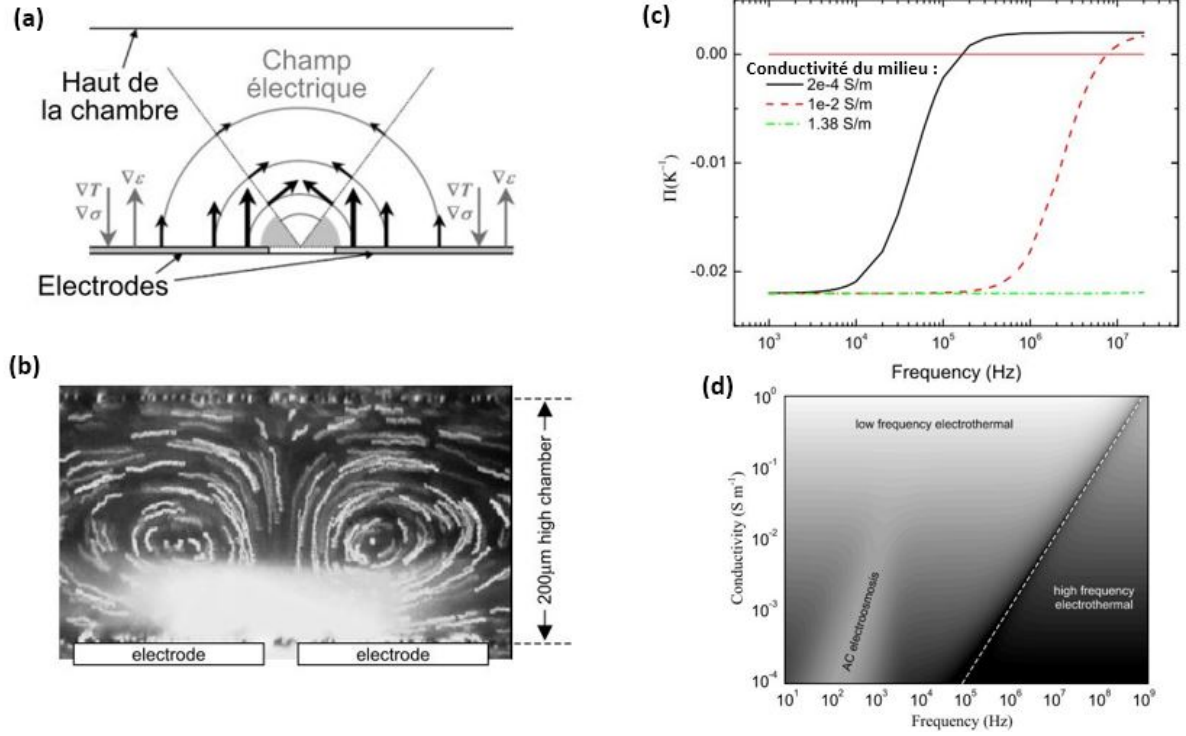 (a)
Haut de
la chambre
Champ
électrique
∇T
∇σ
∇ε
∇T
∇σ
∇ε
Electrodes
(b)
200µm high chamber
electrode
electrode
(c)
0.00
-0.01
-0.02
Π(K⁻¹)
Conductivité du milieu :
2e-4 S/m
1e-2 S/m
1.38 S/m
10³
10⁴
10⁵
10⁶
10⁷
Frequency (Hz)
(d)
10⁰
10⁻¹
10⁻²
10⁻³
10⁻⁴
Conductivity (S m⁻¹)
low frequency electrothermal
AC electroosmosis
high frequency
electrothermal
10¹
10²
10³
10⁴
10⁵
10⁶
10⁷
10⁸
10⁹
Frequency (Hz)